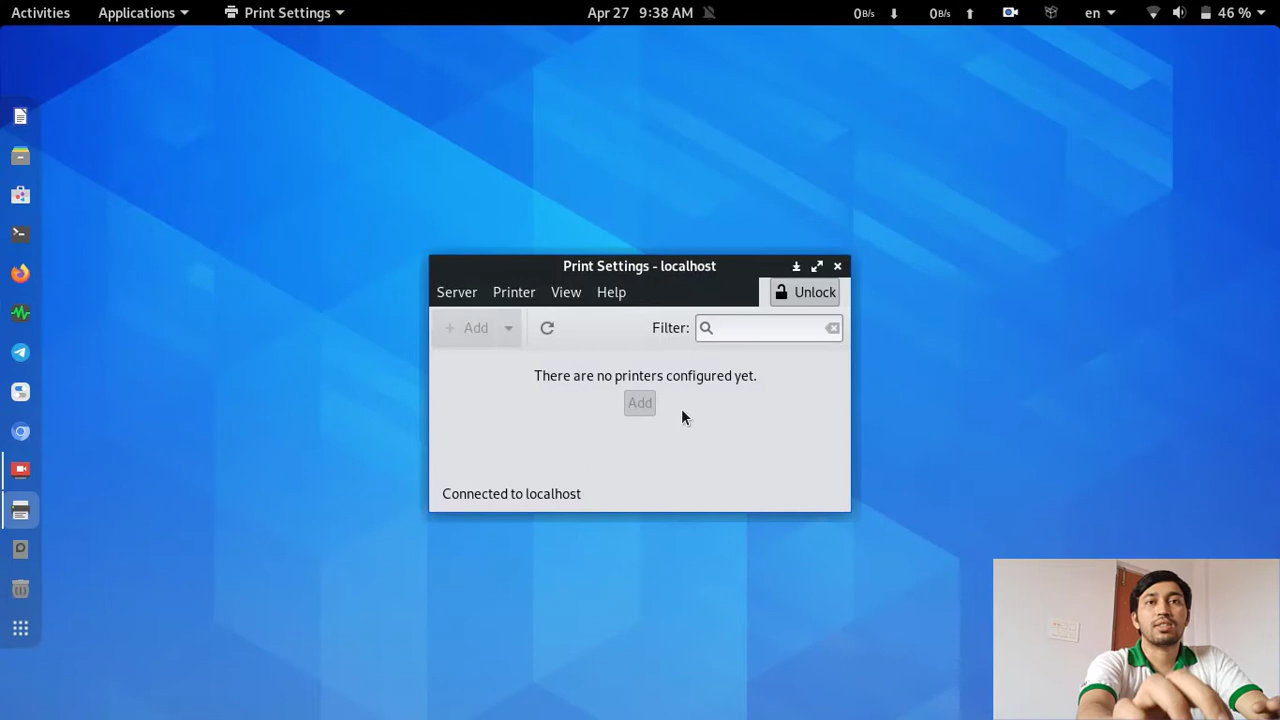 Activities Applications Print Settings Apr 27 9:38 AM 0B/s 0B/s en 46 %
Print Settings - localhost
Server Printer View Help Unlock
Add Filter:
There are no printers configured yet.
Add
Connected to localhost